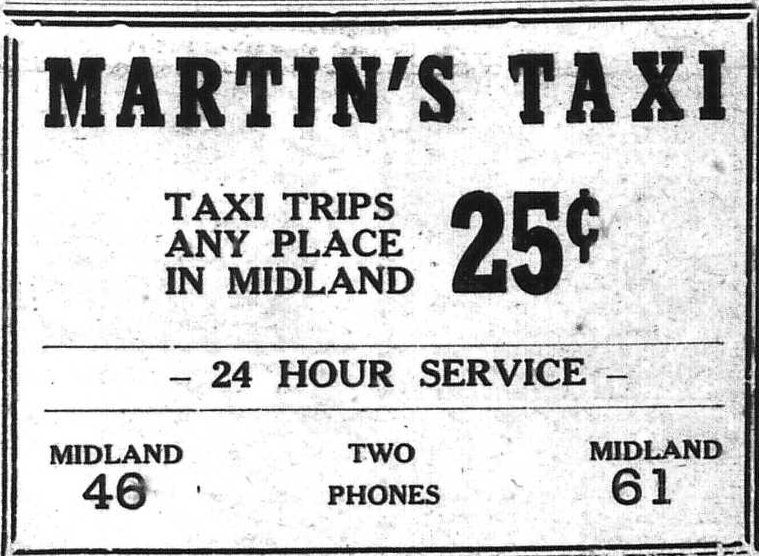 MARTIN'S TAXI
TAXI TRIPS
ANY PLACE
IN MIDLAND
25¢
– 24 HOUR SERVICE –
MIDLAND
46
TWO
PHONES
MIDLAND
61